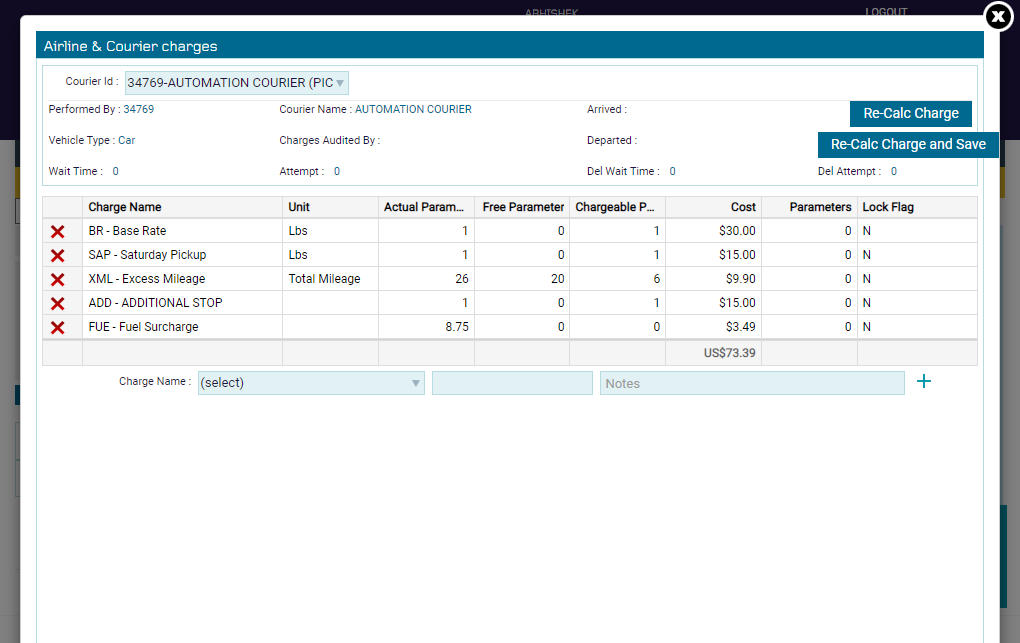 ABHISHEK
LOGOUT
X
Airline & Courier charges
Courier Id : 34769-AUTOMATION COURIER (PIC
Performed By : 34769 Courier Name : AUTOMATION COURIER Arrived : Re-Calc Charge
Vehicle Type : Car Charges Audited By : Departed : Re-Calc Charge and Save
Wait Time : 0 Attempt : 0 Del Wait Time : 0 Del Attempt : 0
Charge Name Unit Actual Param... Free Parameter Chargeable P... Cost Parameters Lock Flag
BR - Base Rate Lbs 1 0 1 $30.00 0 N
SAP - Saturday Pickup Lbs 1 0 1 $15.00 0 N
XML - Excess Mileage Total Mileage 26 20 6 $9.90 0 N
ADD - ADDITIONAL STOP 1 0 1 $15.00 0 N
FUE - Fuel Surcharge 8.75 0 0 $3.49 0 N
US$73.39
Charge Name : (select) Notes +